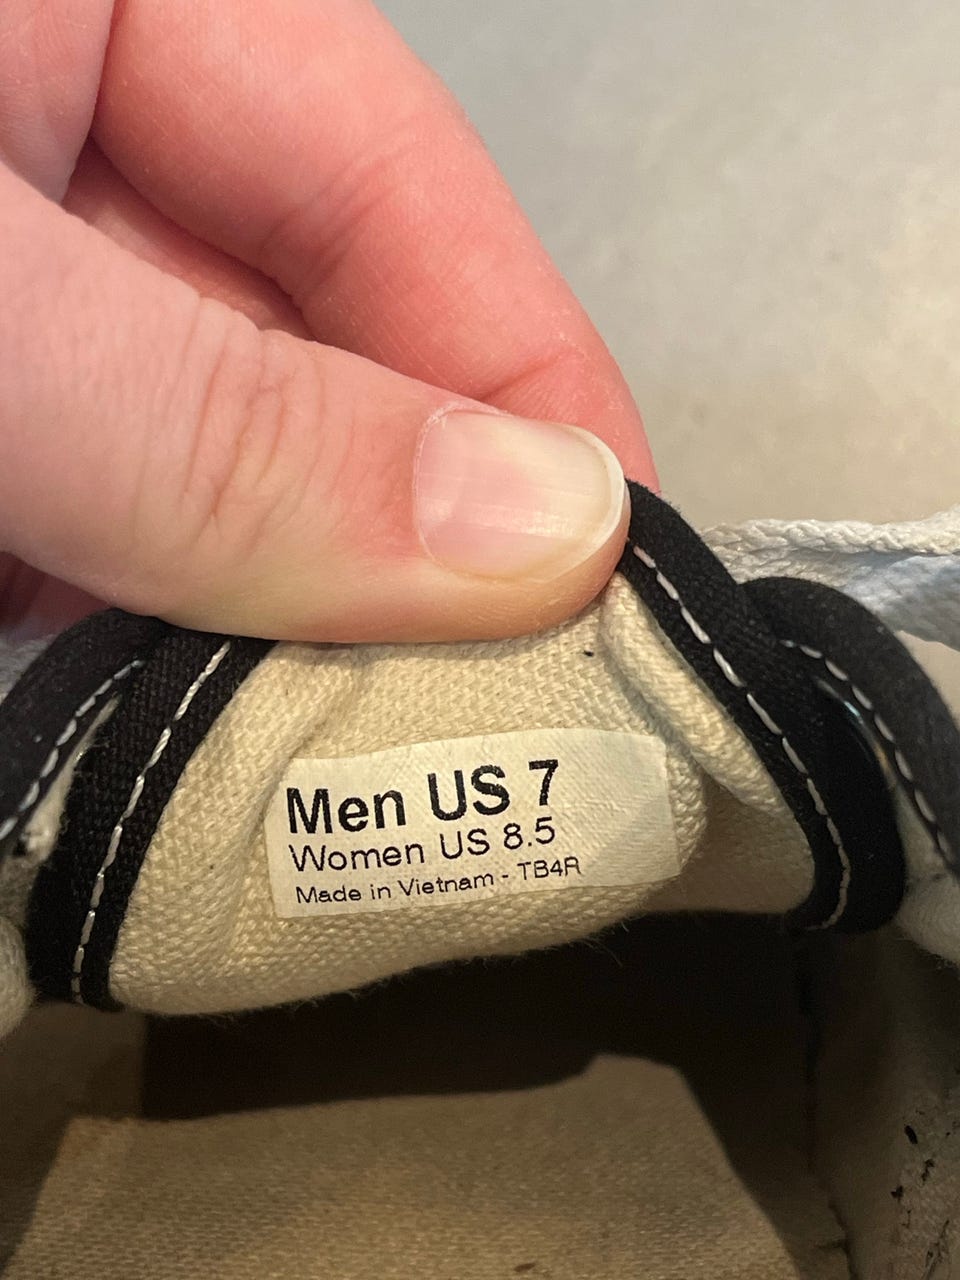 Men US 7
Women US 8.5
Made in Vietnam - TB4R